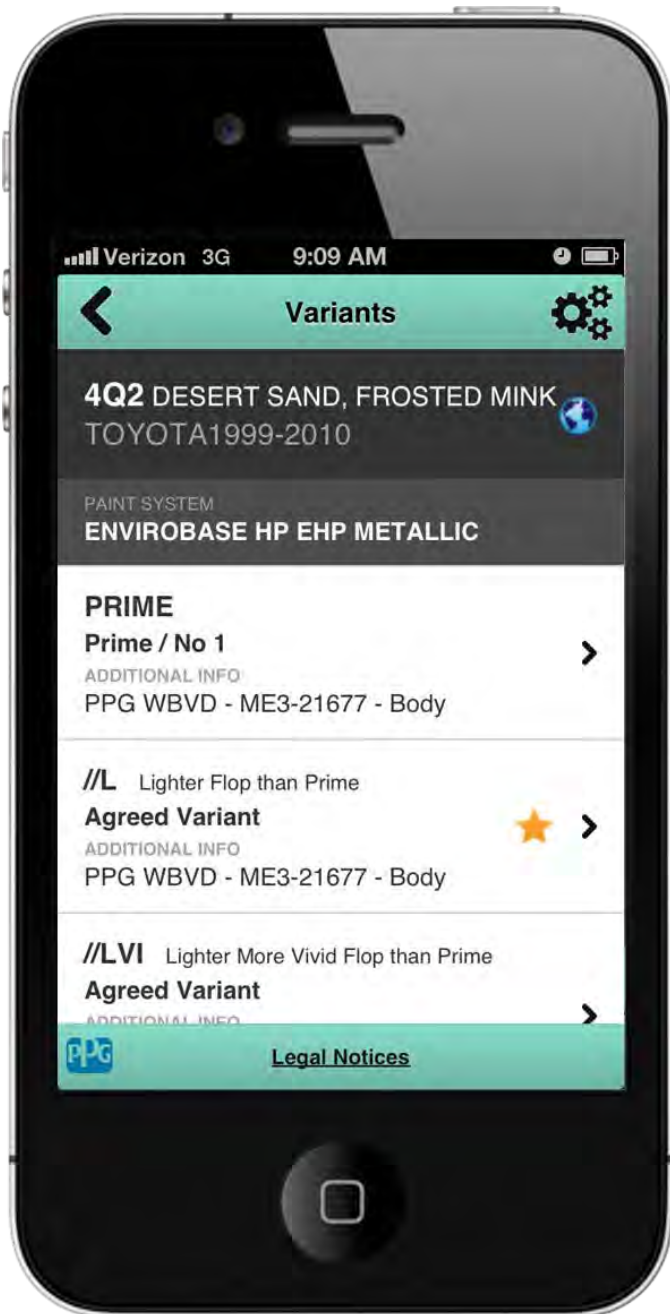 Verizon 3G 9:09 AM
Variants
4Q2 DESERT SAND, FROSTED MINK
TOYOTA1999-2010
PAINT SYSTEM
ENVIROBASE HP EHP METALLIC
PRIME
Prime / No 1
ADDITIONAL INFO
PPG WBVD - ME3-21677 - Body
//L Lighter Flop than Prime
Agreed Variant
ADDITIONAL INFO
PPG WBVD - ME3-21677 - Body
//LVI Lighter More Vivid Flop than Prime
Agreed Variant
ADDITIONAL INFO
PPG Legal Notices